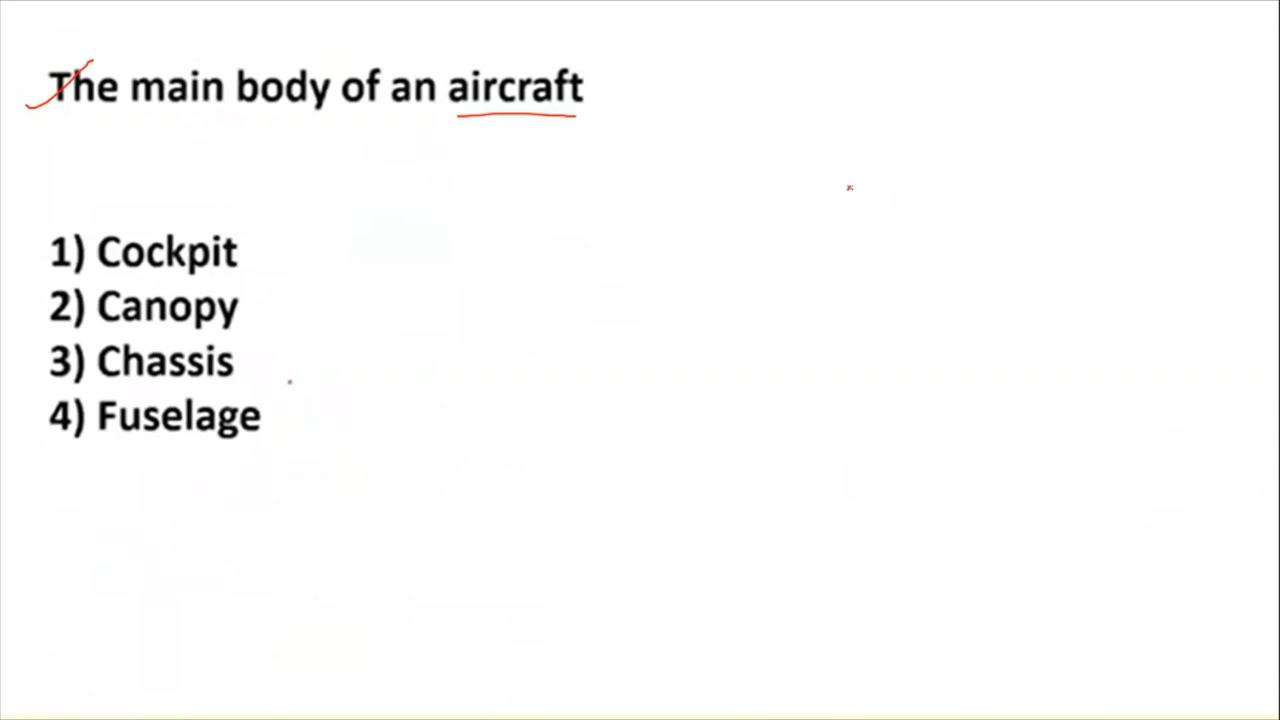 The main body of an aircraft
1) Cockpit
2) Canopy
3) Chassis
4) Fuselage